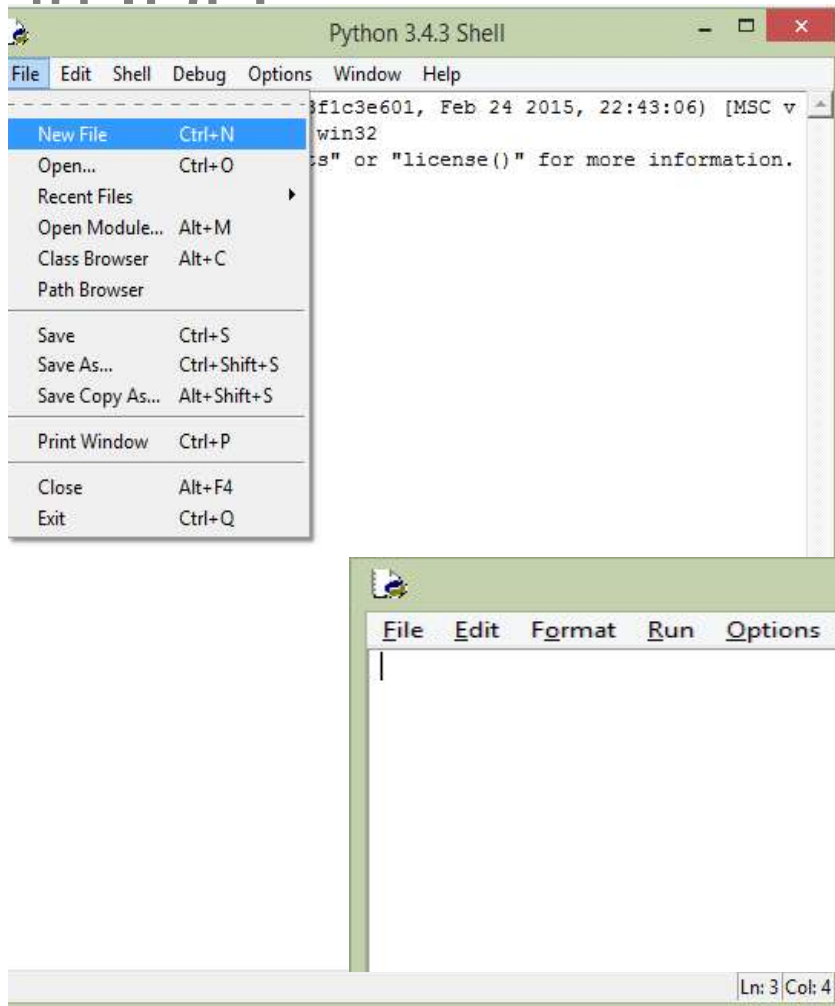 Python 3.4.3 Shell
File Edit Shell Debug Options Window Help
3f1c3e601, Feb 24 2015, 22:43:06) [MSC v
New File Ctrl+N
win32
Open... Ctrl+O
s" or "license()" for more information.
Recent Files
Open Module... Alt+M
Class Browser Alt+C
Path Browser
Save Ctrl+S
Save As... Ctrl+Shift+S
Save Copy As... Alt+Shift+S
Print Window Ctrl+P
Close Alt+F4
Exit Ctrl+Q
File Edit Format Run Options
Ln: 3 Col: 4